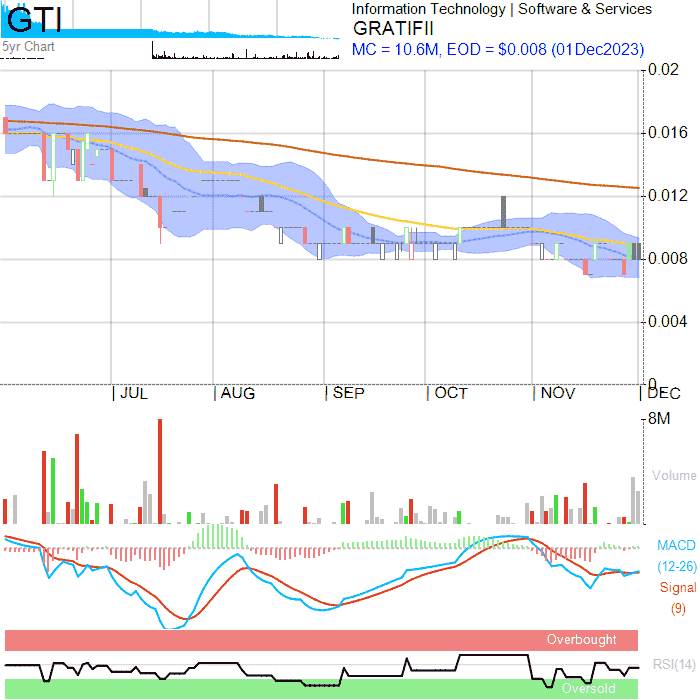 GTI
5yr Chart
Information Technology | Software & Services
GRATIFII
MC = 10.6M, EOD = $0.008 (01Dec2023)
0.02
0.016
0.012
0.008
0.004
0
JUL AUG SEP OCT NOV DEC
8M
Volume
MACD
(12-26)
Signal
(9)
Overbought
RSI(14)
Oversold